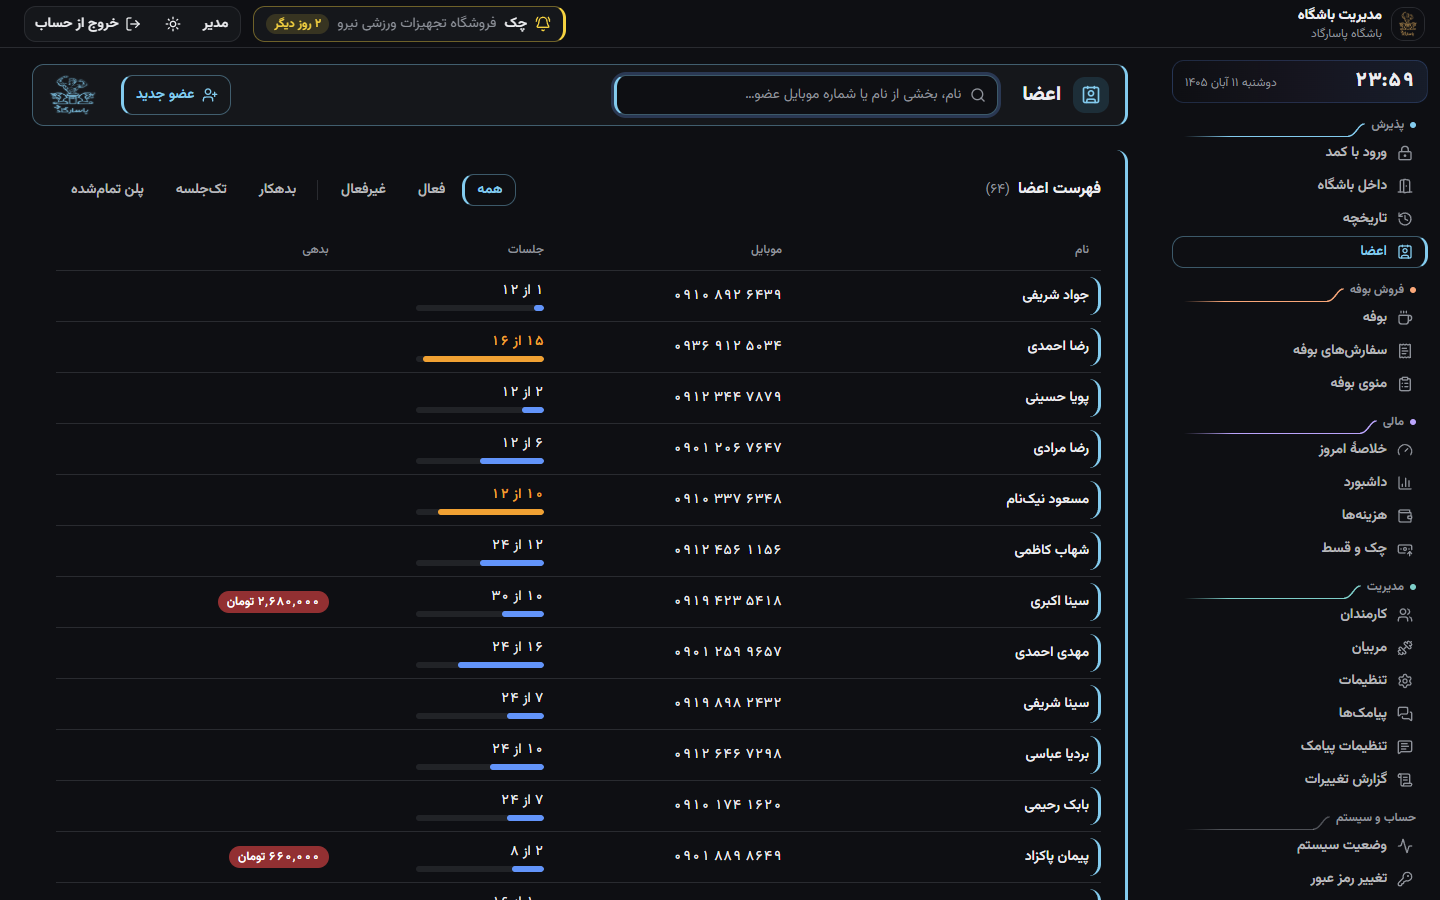 مدیریت باشگاه
باشگاه پاسارگاد
چک فروشگاه تجهیزات ورزشی نیرو ۲ روز دیگر
مدیر
خروج از حساب
۲۳:۵۹
دوشنبه ۱۱ آبان ۱۴۰۵
پذیرش
ورود با کمد
داخل باشگاه
تاریخچه
اعضا
فروش بوفه
بوفه
سفارش‌های بوفه
منوی بوفه
مالی
خلاصهٔ امروز
داشبورد
هزینه‌ها
چک و قسط
مدیریت
کارمندان
مربیان
تنظیمات
پیامک‌ها
تنظیمات پیامک
گزارش تغییرات
حساب و سیستم
وضعیت سیستم
تغییر رمز عبور
اعضا
نام، بخشی از نام یا شماره موبایل عضو...
عضو جدید
پاسارگاد
فهرست اعضا (۶۴)
همه فعال غیرفعال بدهکار تک‌جلسه پلن تمام‌شده
نام موبایل جلسات بدهی
جواد شریفی ۰۹۱۰ ۸۹۲ ۶۴۳۹ ۱ از ۱۲
رضا احمدی ۰۹۳۶ ۹۱۲ ۵۰۳۴ ۱۵ از ۱۶
پویا حسینی ۰۹۱۲ ۳۴۴ ۷۸۷۹ ۲ از ۱۲
رضا مرادی ۰۹۰۱ ۲۰۶ ۷۶۴۷ ۶ از ۱۲
مسعود نیک‌نام ۰۹۱۰ ۳۳۷ ۶۳۴۸ ۱۰ از ۱۲
شهاب کاظمی ۰۹۱۲ ۴۵۶ ۱۱۵۶ ۱۲ از ۲۴
سینا اکبری ۰۹۱۹ ۴۲۳ ۵۴۱۸ ۱۰ از ۳۰ ۲,۶۸۰,۰۰۰ تومان
مهدی احمدی ۰۹۰۱ ۲۵۹ ۹۶۵۷ ۱۶ از ۲۴
سینا شریفی ۰۹۱۹ ۸۹۸ ۲۴۳۲ ۷ از ۲۴
بردیا عباسی ۰۹۱۲ ۶۴۶ ۷۲۹۸ ۱۰ از ۲۴
بابک رحیمی ۰۹۱۰ ۱۷۴ ۱۶۲۰ ۷ از ۲۴
پیمان پاکزاد ۰۹۰۱ ۸۸۹ ۸۶۴۹ ۲ از ۸ ۶۶۰,۰۰۰ تومان